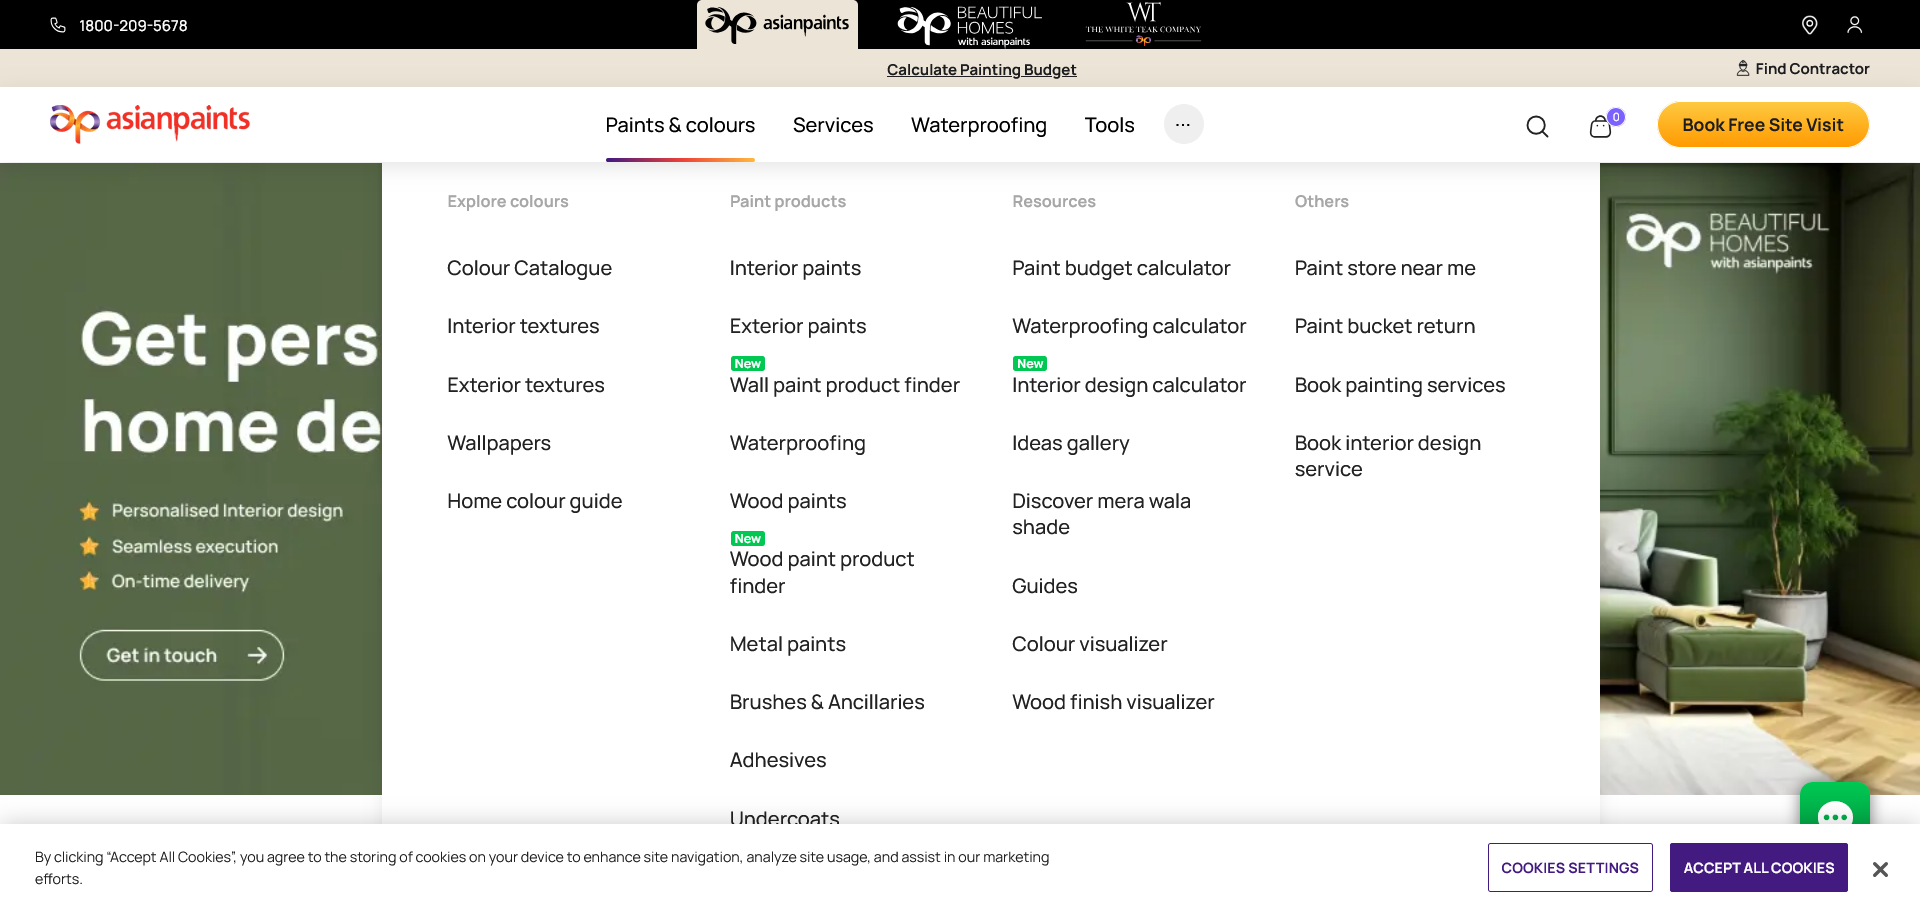 1800-209-5678
asianpaints
BEAUTIFUL
HOMES
with asianpaints
WT
THE WHITE TEAK COMPANY
Calculate Painting Budget
Find Contractor
asianpaints
Paints & colours
Services
Waterproofing
Tools
...
0
Book Free Site Visit
Explore colours
Colour Catalogue
Interior textures
Exterior textures
Wallpapers
Home colour guide
Paint products
Interior paints
Exterior paints
New
Wall paint product finder
Waterproofing
Wood paints
New
Wood paint product
finder
Metal paints
Brushes & Ancillaries
Adhesives
Undercoats
Resources
Paint budget calculator
Waterproofing calculator
New
Interior design calculator
Ideas gallery
Discover mera wala
shade
Guides
Colour visualizer
Wood finish visualizer
Others
Paint store near me
Paint bucket return
Book painting services
Book interior design
service
Get pers
home de
Personalised Interior design
Seamless execution
On-time delivery
Get in touch
BEAUTIFUL
HOMES
with asianpaints
By clicking “Accept All Cookies”, you agree to the storing of cookies on your device to enhance site navigation, analyze site usage, and assist in our marketing
efforts.
COOKIES SETTINGS
ACCEPT ALL COOKIES